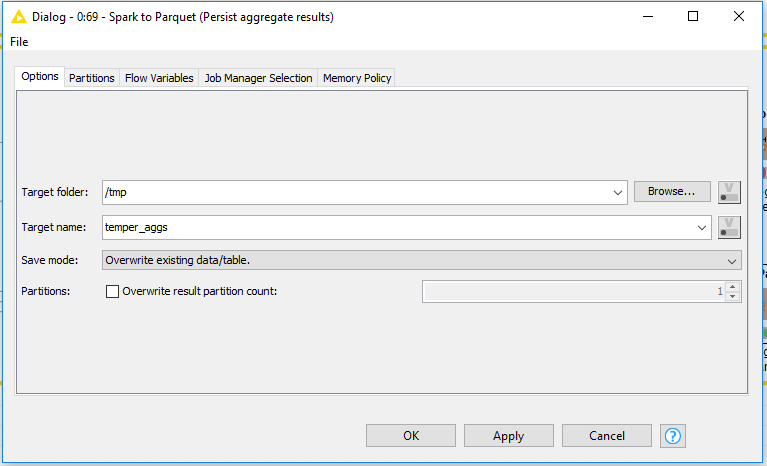 Dialog - 0:69 - Spark to Parquet (Persist aggregate results)
File
Options Partitions Flow Variables Job Manager Selection Memory Policy
Target folder: /tmp Browse... V
Target name: temper_aggs V
Save mode: Overwrite existing data/table.
Partitions: Overwrite result partition count: 1
OK Apply Cancel ?